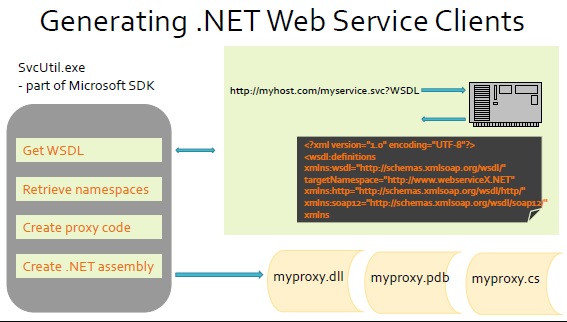 Generating .NET Web Service Clients
SvcUtil.exe
- part of Microsoft SDK
Get WSDL
Retrieve namespaces
Create proxy code
Create .NET assembly
http://myhost.com/myservice.svc?WSDL
<?xml version="1.0" encoding="UTF-8"?>
<wsdl:definitions
xmlns:wsdl="http://schemas.xmlsoap.org/wsdl/"
targetNamespace="http://www.webserviceX.NET"
xmlns:http="http://schemas.xmlsoap.org/wsdl/http/"
xmlns:soap12="http://schemas.xmlsoap.org/wsdl/soap12/"
xmlns
myproxy.dll
myproxy.pdb
myproxy.cs